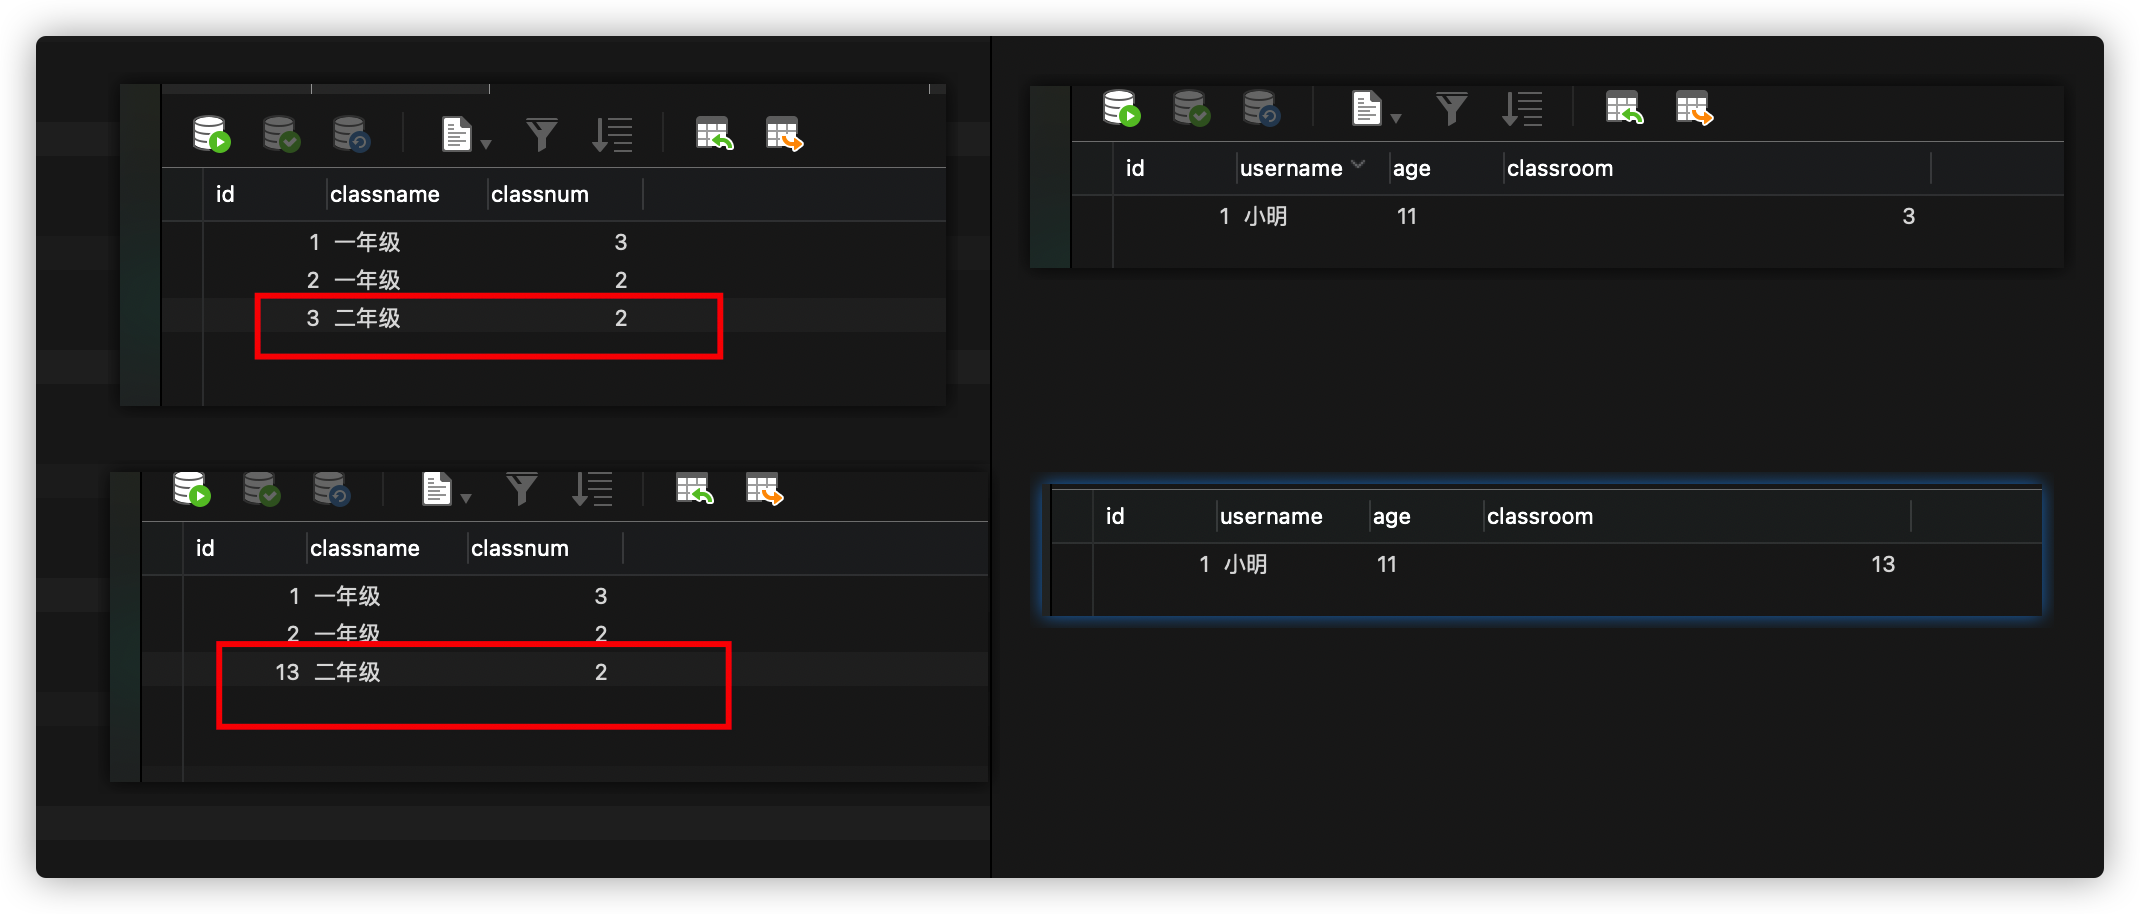 id classname classnum
1 一年级 3
2 一年级 2
3 二年级 2
id username age classroom
1 小明 11 3
id classname classnum
1 一年级 3
2 一年级 2
13 二年级 2
id username age classroom
1 小明 11 13